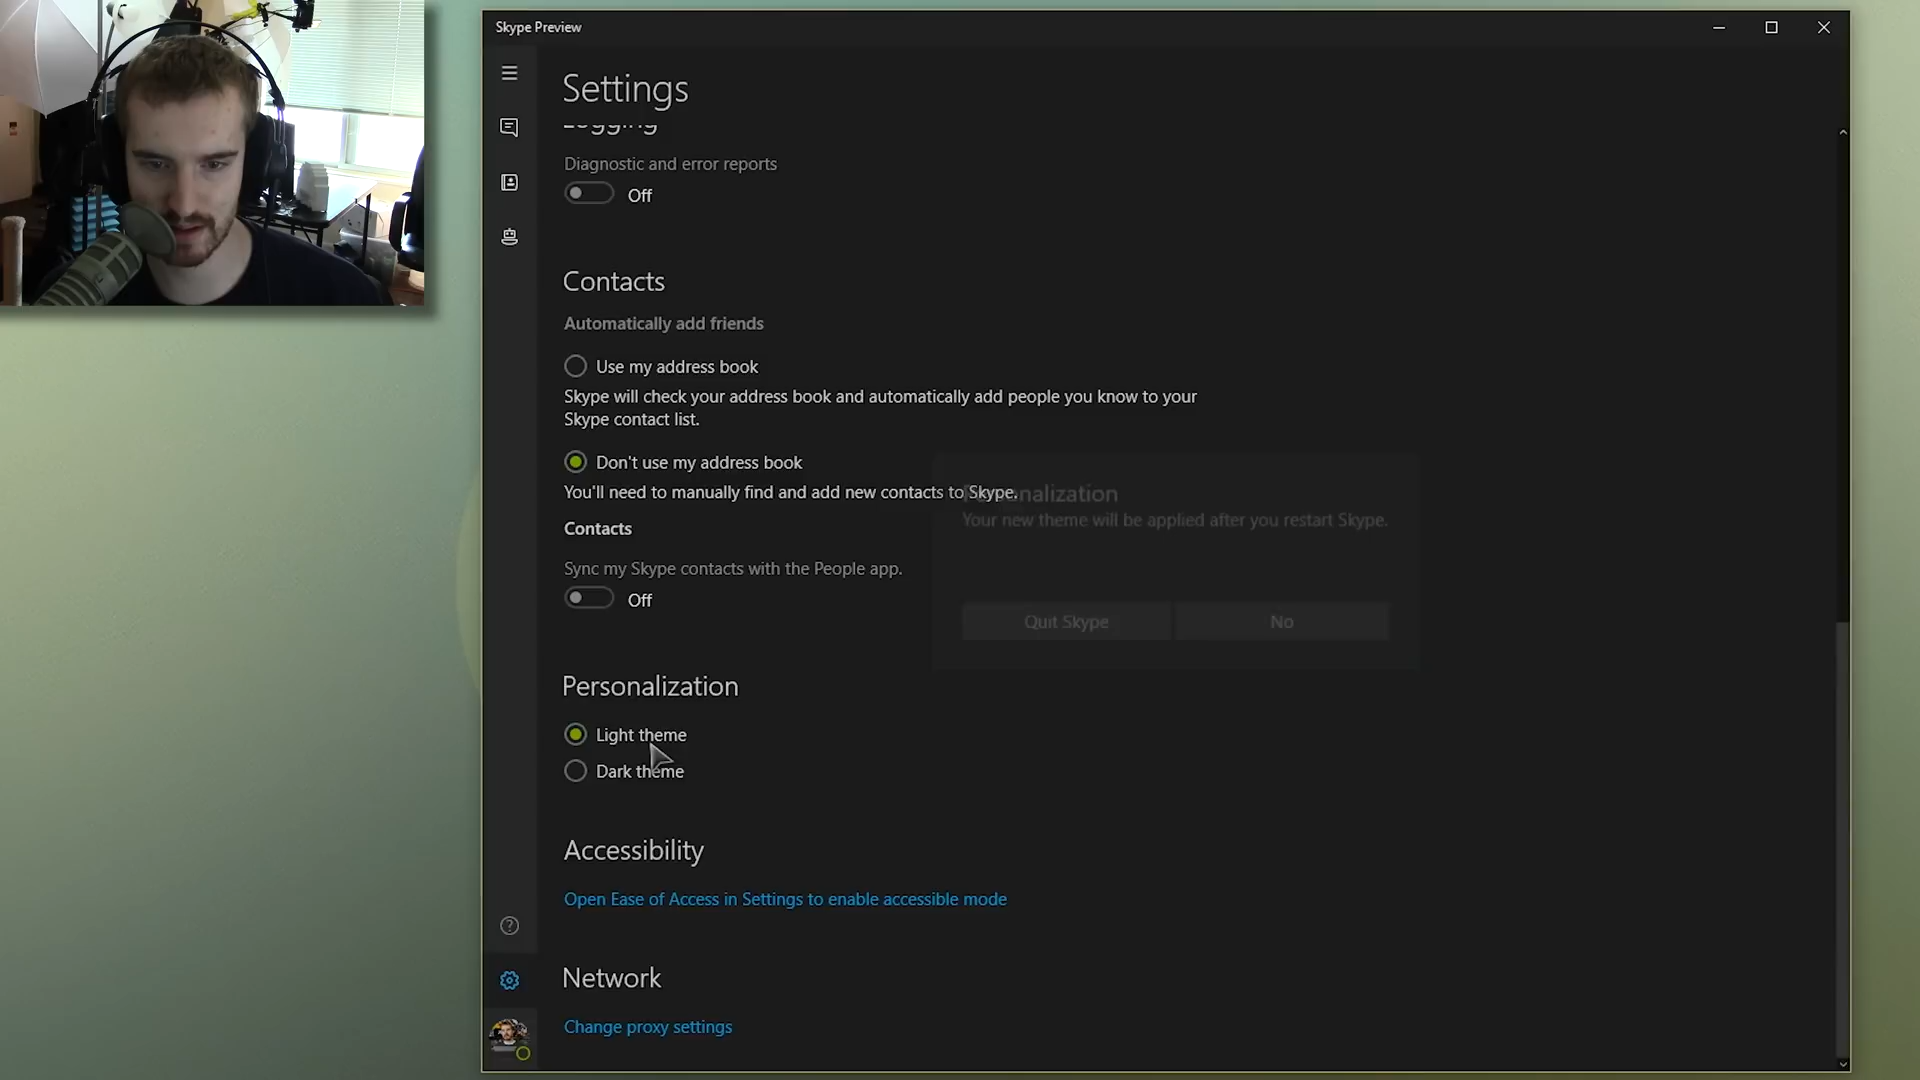 Skype Preview
Settings
Logging
Diagnostic and error reports
Off
Contacts
Automatically add friends
Use my address book
Skype will check your address book and automatically add people you know to your
Skype contact list.
Don't use my address book
You'll need to manually find and add new contacts to Skype.
Contacts
Sync my Skype contacts with the People app.
Off
Personalization
Your new theme will be applied after you restart Skype.
Quit Skype
No
Personalization
Light theme
Dark theme
Accessibility
Open Ease of Access in Settings to enable accessible mode
Network
Change proxy settings